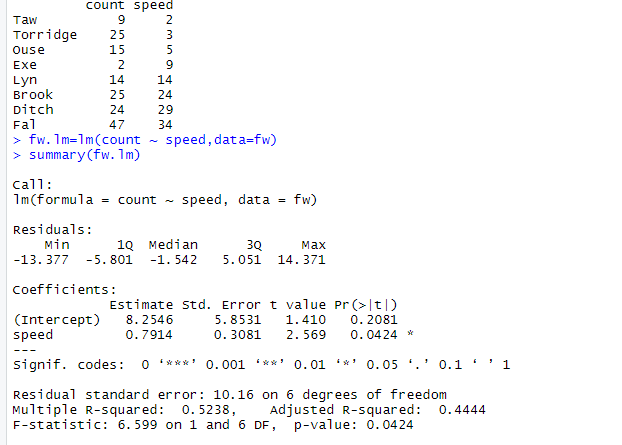 count speed
Taw 9 2
Torridge 25 3
Ouse 15 5
Exe 2 9
Lyn 14 14
Brook 25 24
Ditch 24 29
Fal 47 34
> fw.lm=lm(count ~ speed,data=fw)
> summary(fw.lm)
Call:
lm(formula = count ~ speed, data = fw)
Residuals:
Min 1Q Median 3Q Max
-13.377 -5.801 -1.542 5.051 14.371
Coefficients:
Estimate Std. Error t value Pr(>|t|)
(Intercept) 8.2546 5.8531 1.410 0.2081
speed 0.7914 0.3081 2.569 0.0424 *
---
Signif. codes: 0 ‘***’ 0.001 ‘**’ 0.01 ‘*’ 0.05 ‘.’ 0.1 ‘ ’ 1
Residual standard error: 10.16 on 6 degrees of freedom
Multiple R-squared: 0.5238, Adjusted R-squared: 0.4444
F-statistic: 6.599 on 1 and 6 DF, p-value: 0.0424